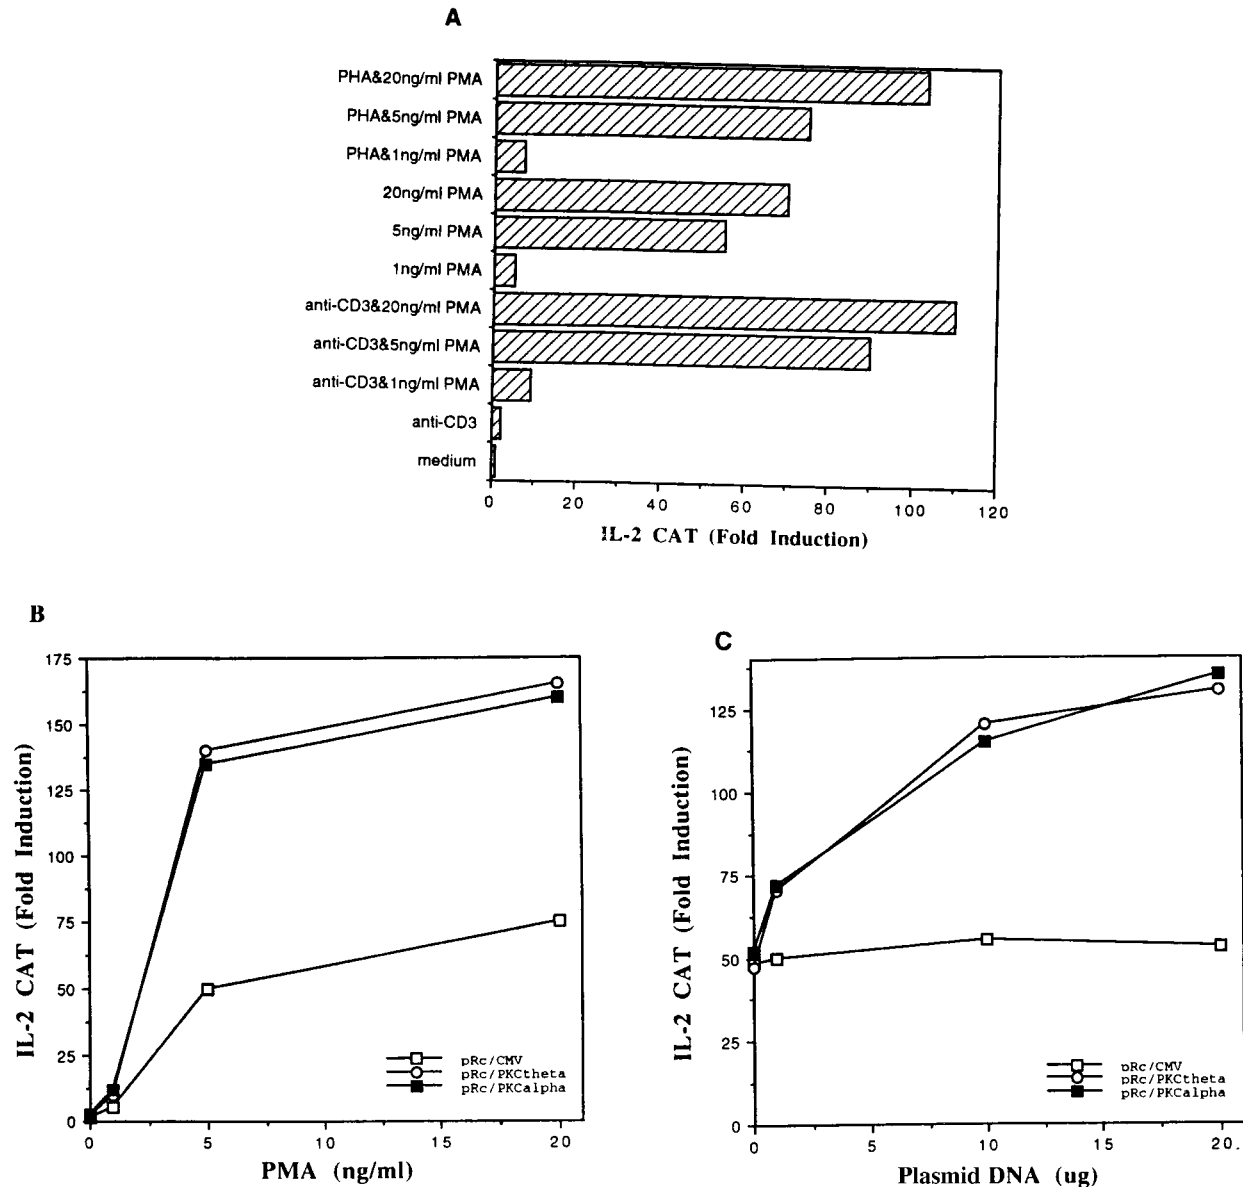 A
PHA&20ng/ml PMA
PHA&5ng/ml PMA
PHA&1ng/ml PMA
20ng/ml PMA
5ng/ml PMA
1ng/ml PMA
anti-CD3&20ng/ml PMA
anti-CD3&5ng/ml PMA
anti-CD3&1ng/ml PMA
anti-CD3
medium
0 20 40 60 80 100 120
IL-2 CAT (Fold Induction)
B
175
150
125
100
75
50
25
0
IL-2 CAT (Fold Induction)
pRc/CMV
pRc/PKCtheta
pRc/PKCalpha
0 5 10 15 20
PMA (ng/ml)
C
125
100
75
50
25
0
IL-2 CAT (Fold Induction)
pRc/CMV
pRc/PKCtheta
pRc/PKCalpha
0 5 10 15 20.
Plasmid DNA (ug)